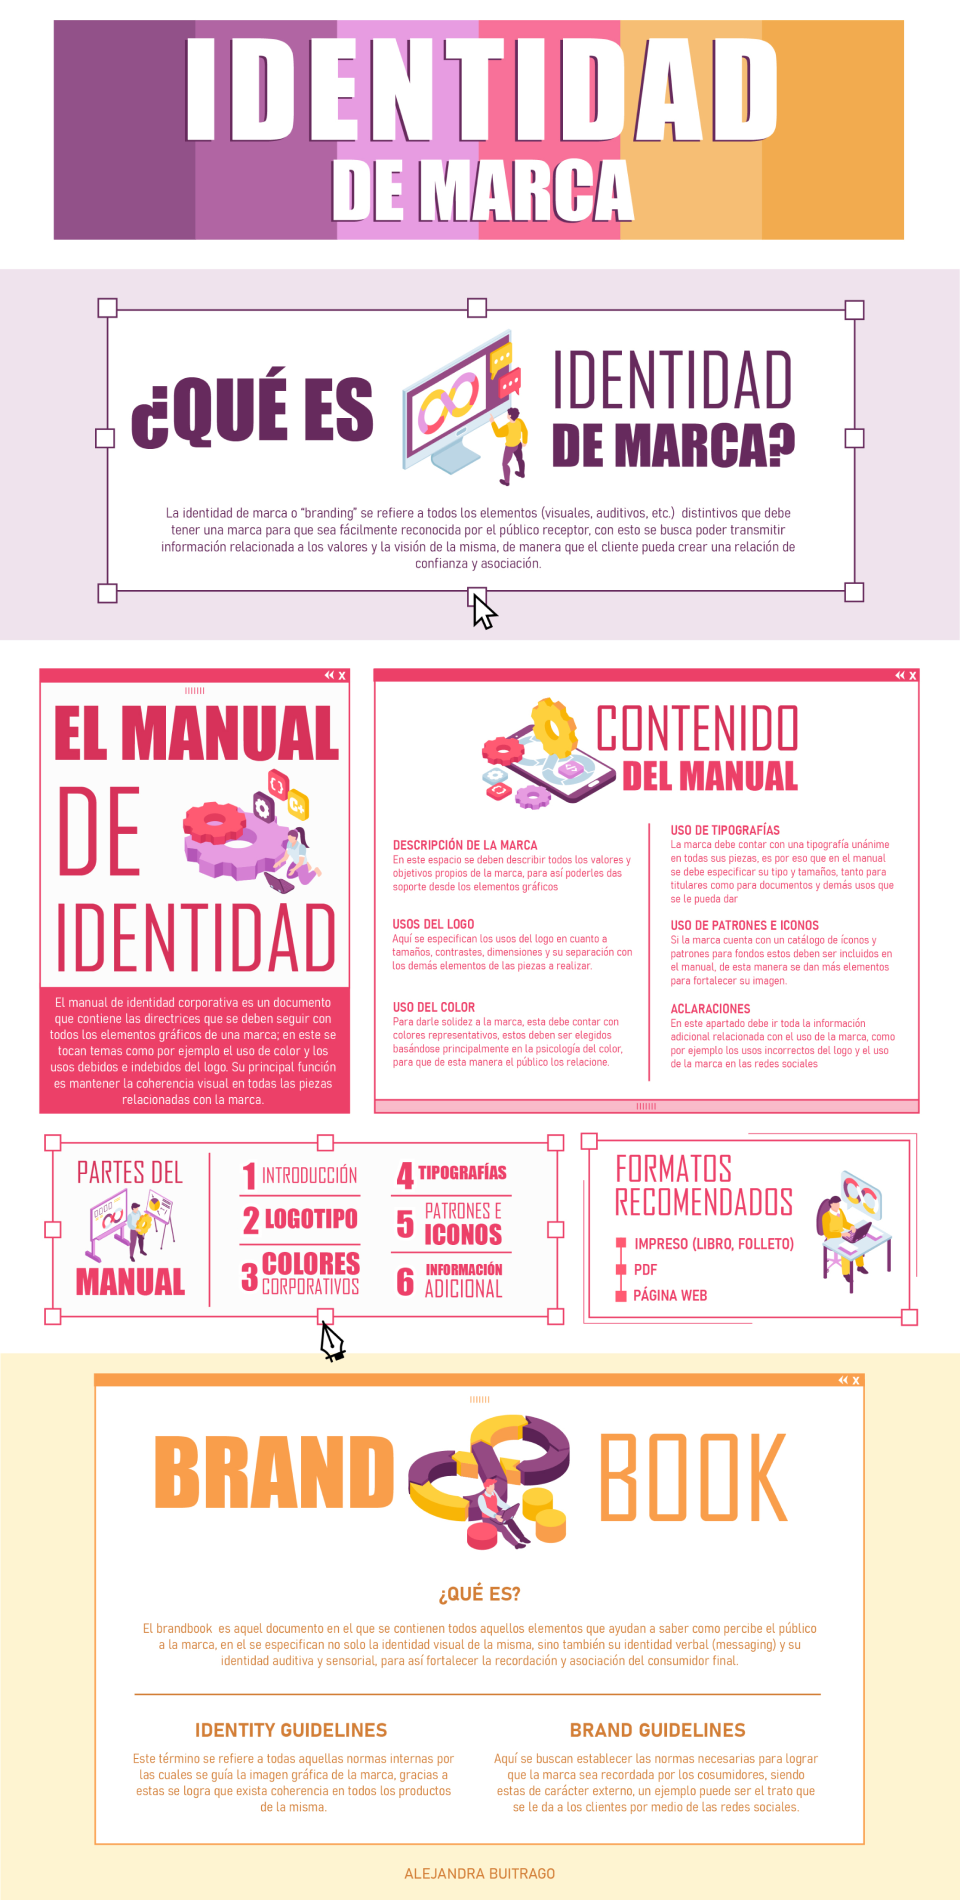 IDENTIDAD
DE MARCA
¿QUÉ ES
IDENTIDAD
DE MARCA?
La identidad de marca o "branding" se refiere a todos los elementos (visuales, auditivos, etc.) distintivos que debe
tener una marca para que sea fácilmente reconocida por el público receptor, con esto se busca poder transmitir
información relacionada a los valores y la visión de la misma, de manera que el cliente pueda crear una relación de
confianza y asociación.
EL MANUAL
DE
IDENTIDAD
El manual de identidad corporativa es un documento
que contiene las directrices que se deben seguir con
todos los elementos gráficos de una marca; en este se
tocan temas como por ejemplo el uso de color y los
usos debidos e indebidos del logo. Su principal función
es mantener la coherencia visual en todas las piezas
relacionadas con la marca.
CONTENIDO
DEL MANUAL
DESCRIPCIÓN DE LA MARCA
En este espacio se deben describir todos los valores y
objetivos propios de la marca, para así poderles das
soporte desde los elementos gráficos
USOS DEL LOGO
Aquí se especifican los usos del logo en cuanto a
tamaños, contrastes, dimensiones y su separación con
los demás elementos de las piezas a realizar.
USO DEL COLOR
Para darle solidez a la marca, esta debe contar con
colores representativos, estos deben ser elegidos
basándose principalmente en la psicología del color,
para que de esta manera el público los relacione.
USO DE TIPOGRAFÍAS
La marca debe contar con una tipografía unánime
en todas sus piezas, es por eso que en el manual
se debe especificar su tipo y tamaños, tanto para
titulares como para documentos y demás usos que
se le pueda dar
USO DE PATRONES E ICONOS
Si la marca cuenta con un catálogo de íconos y
patrones para fondos estos deben ser incluidos en
el manual, de esta manera se dan más elementos
para fortalecer su imagen.
ACLARACIONES
En este apartado debe ir toda la información
adicional relacionada con el uso de la marca, como
por ejemplo los usos incorrectos del logo y el uso
de la marca en las redes sociales
PARTES DEL
MANUAL
1 INTRODUCCIÓN
2 LOGOTIPO
3 COLORES
CORPORATIVOS
4 TIPOGRAFÍAS
5 PATRONES E
ICONOS
6 INFORMACIÓN
ADICIONAL
FORMATOS
RECOMENDADOS
IMPRESO (LIBRO, FOLLETO)
PDF
PÁGINA WEB
BRAND
BOOK
¿QUÉ ES?
El brandbook es aquel documento en el que se contienen todos aquellos elementos que ayudan a saber como percibe el público
a la marca, en el se especifican no solo la identidad visual de la misma, sino también su identidad verbal (messaging) y su
identidad auditiva y sensorial, para así fortalecer la recordación y asociación del consumidor final.
IDENTITY GUIDELINES
Este término se refiere a todas aquellas normas internas por
las cuales se guía la imagen gráfica de la marca, gracias a
estas se logra que exista coherencia en todos los productos
de la misma.
BRAND GUIDELINES
Aquí se buscan establecer las normas necesarias para lograr
que la marca sea recordada por los cosumidores, siendo
estas de carácter externo, un ejemplo puede ser el trato que
se le da a los clientes por medio de las redes sociales.
ALEJANDRA BUITRAGO